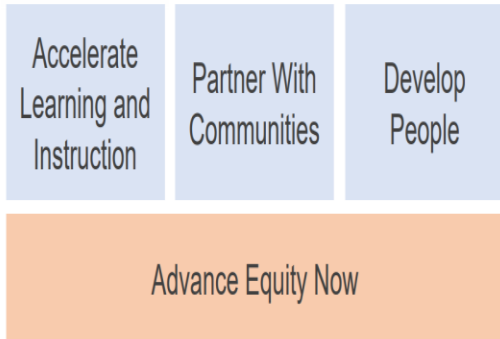 Accelerate
Learning and
Instruction
Partner With
Communities
Develop
People
Advance Equity Now